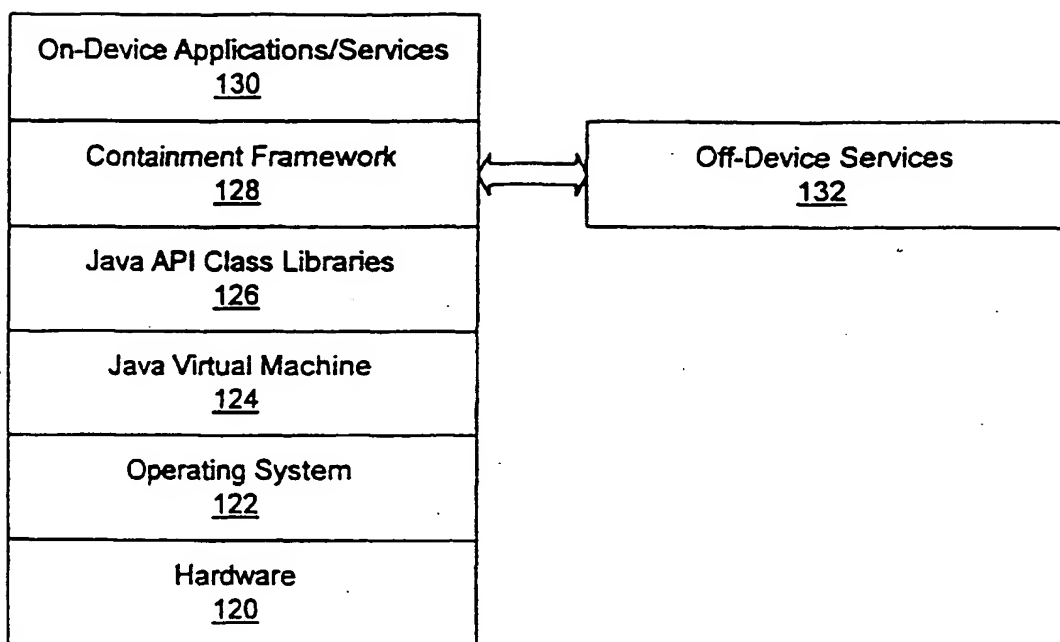 On-Device Applications/Services
130
Containment Framework
128
Off-Device Services
132
Java API Class Libraries
126
Java Virtual Machine
124
Operating System
122
Hardware
120